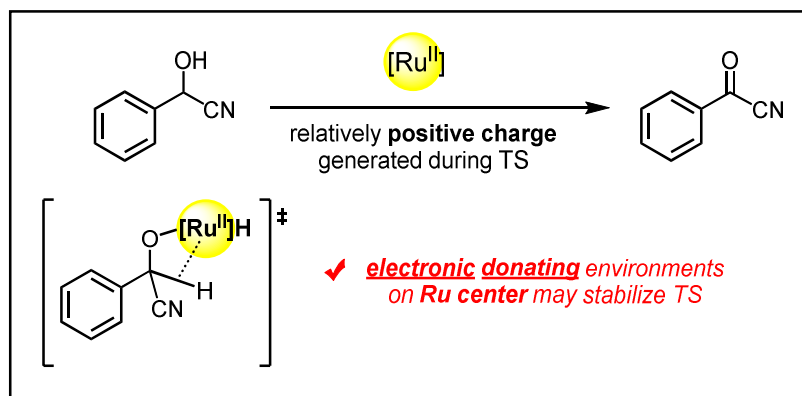 OH
CN
[Ru^II]
relatively positive charge
generated during TS
O
CN
O
[Ru^II]H
H
CN
‡
✓ electronic donating environments
on Ru center may stabilize TS